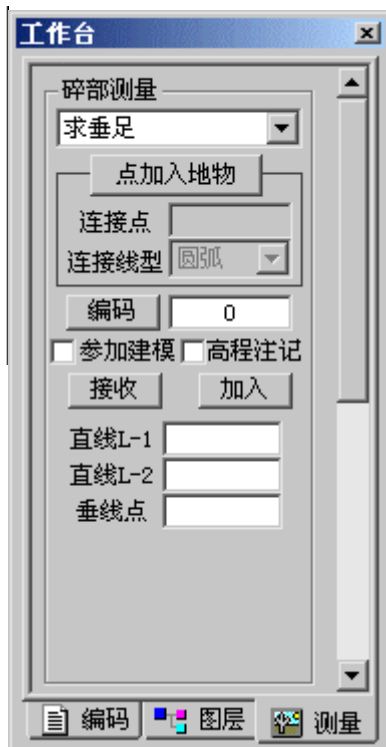 工作台
碎部测量
求垂足
点加入地物
连接点
连接线型 圆弧
编码 0
参加建模 高程注记
接收 加入
直线L-1
直线L-2
垂线点
编码 图层 测量